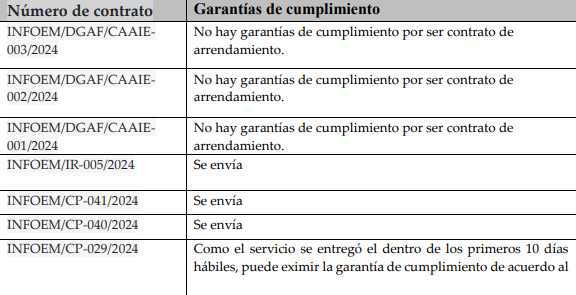 Número de contrato Garantías de cumplimiento
INFOEM/DGAF/CAAIE- No hay garantías de cumplimiento por ser contrato de
003/2024 arrendamiento.
INFOEM/DGAF/CAAIE- No hay garantías de cumplimiento por ser contrato de
002/2024 arrendamiento.
INFOEM/DGAF/CAAIE- No hay garantías de cumplimiento por ser contrato de
001/2024 arrendamiento.
INFOEM/IR-005/2024 Se envía
INFOEM/CP-041/2024 Se envía
INFOEM/CP-040/2024 Se envía
INFOEM/CP-029/2024 Como el servicio se entregó el dentro de los primeros 10 días
hábiles, puede eximir la garantía de cumplimiento de acuerdo al